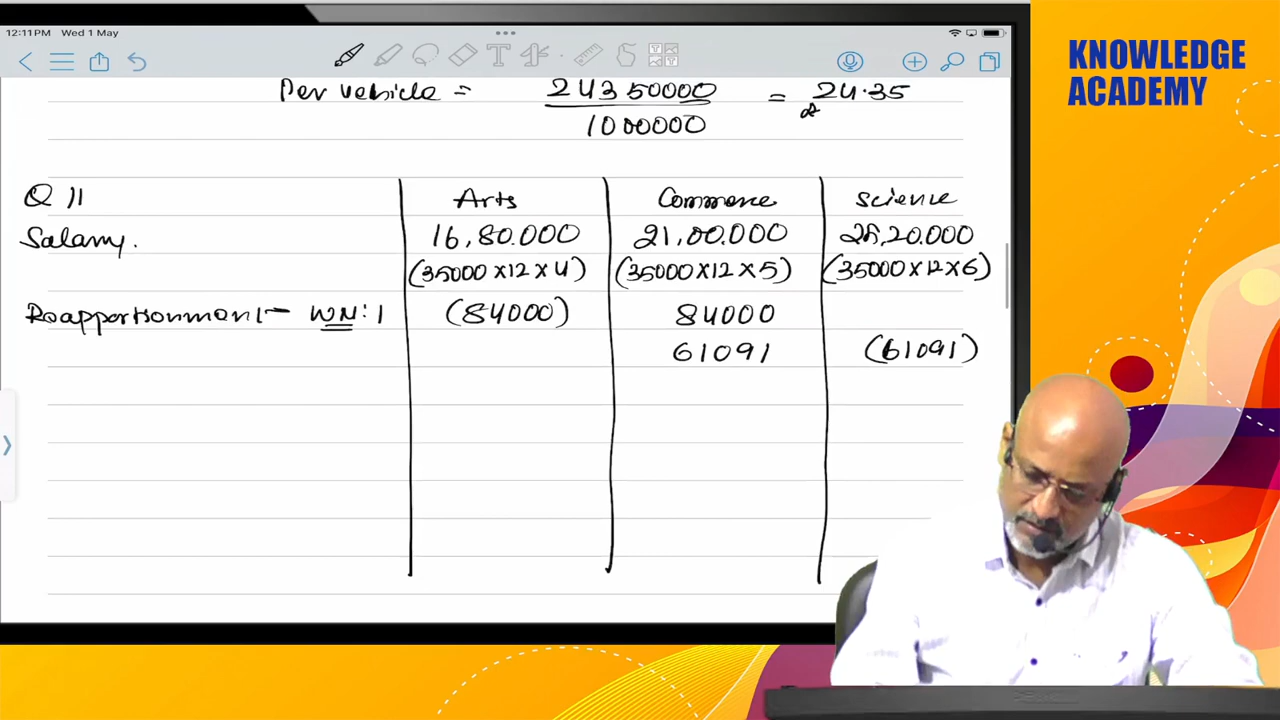 12:11 PM Wed 1 May
KNOWLEDGE
ACADEMY
Per vehicle = 24350000 / 1000000 = 24.35
Q 11 Arts Commerce Science
Salary. 16,80.000 21,00.000 25,20.000
(35000 x 12 x 4) (35000 x 12 x 5) (35000 x 12 x 6)
Reapportionment - WN: 1 (84000) 84000
61091 (61091)